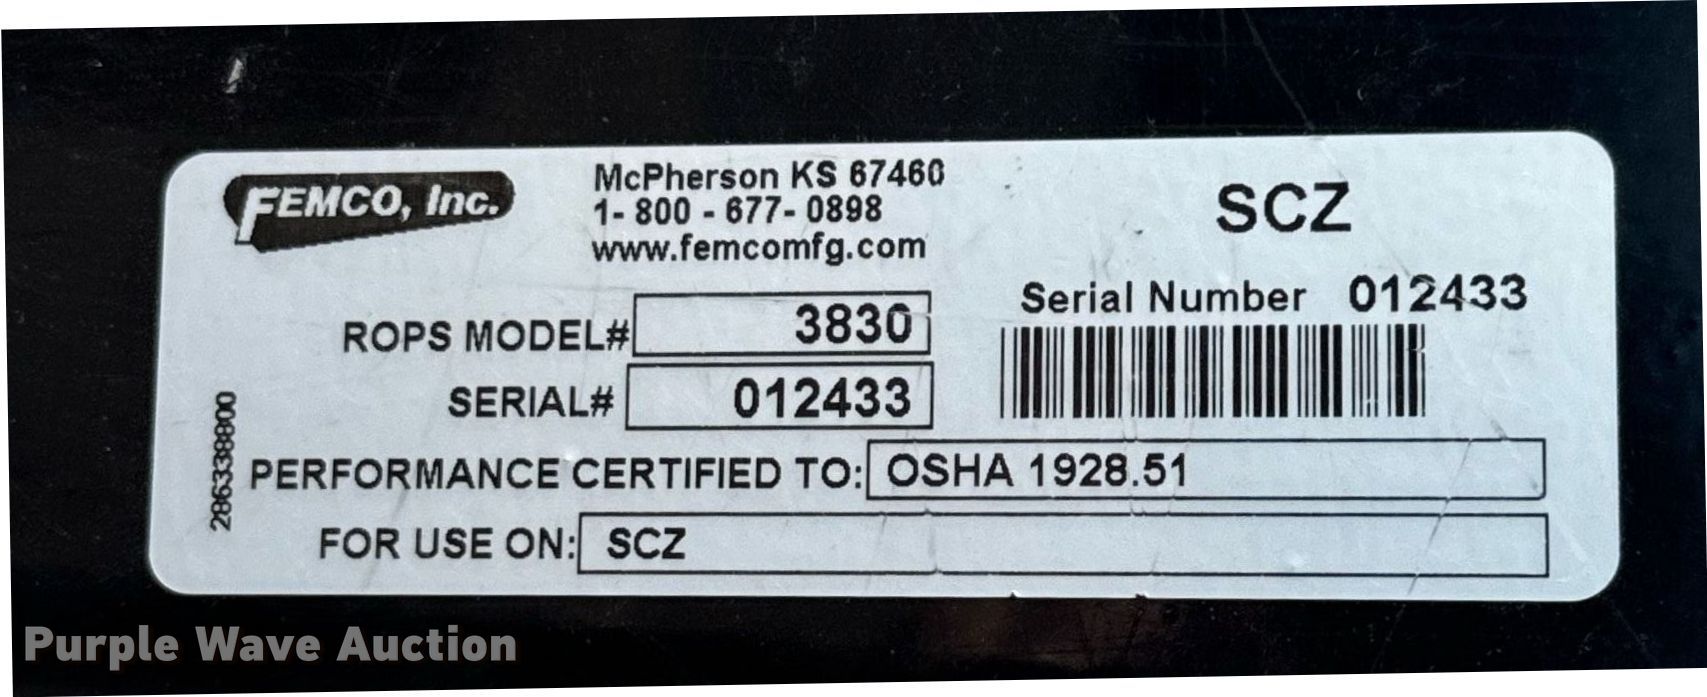 FEMCO, Inc.
McPherson KS 67460
1- 800 - 677- 0898
www.femcomfg.com
SCZ
Serial Number 012433
ROPS MODEL# 3830
SERIAL# 012433
PERFORMANCE CERTIFIED TO: OSHA 1928.51
FOR USE ON: SCZ
286338800
Purple Wave Auction